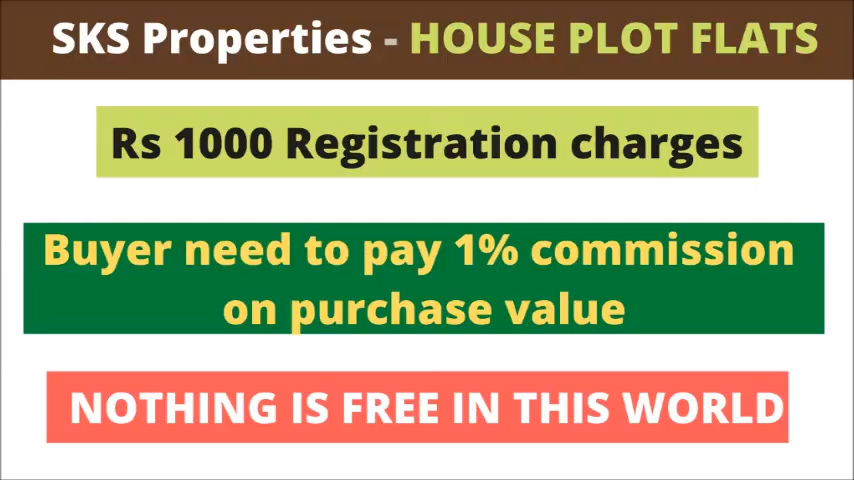 SKS Properties - HOUSE PLOT FLATS
Rs 1000 Registration charges
Buyer need to pay 1% commission
on purchase value
NOTHING IS FREE IN THIS WORLD